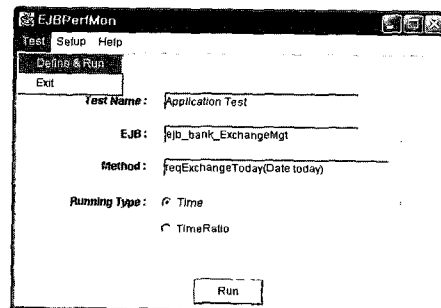 EJBPerfMon
Test Setup Help
Define & Run
Exit
Test Name : Application Test
EJB : ejb_bank_ExchangeMgt
Method : reqExchangeToday(Date today)
Running Type : Time
TimeRatio
Run